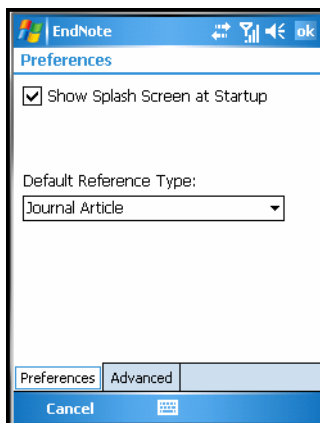 EndNote ok
Preferences
Show Splash Screen at Startup
Default Reference Type:
Journal Article
Preferences Advanced
Cancel